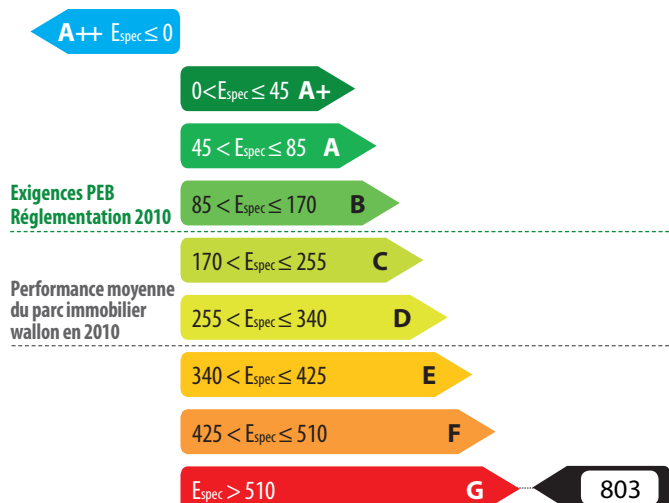 A++ Espec ≤ 0
0 < Espec ≤ 45 A+
45 < Espec ≤ 85 A
Exigences PEB
Réglementation 2010
85 < Espec ≤ 170 B
170 < Espec ≤ 255 C
Performance moyenne
du parc immobilier
wallon en 2010
255 < Espec ≤ 340 D
340 < Espec ≤ 425 E
425 < Espec ≤ 510 F
Espec > 510 G 803